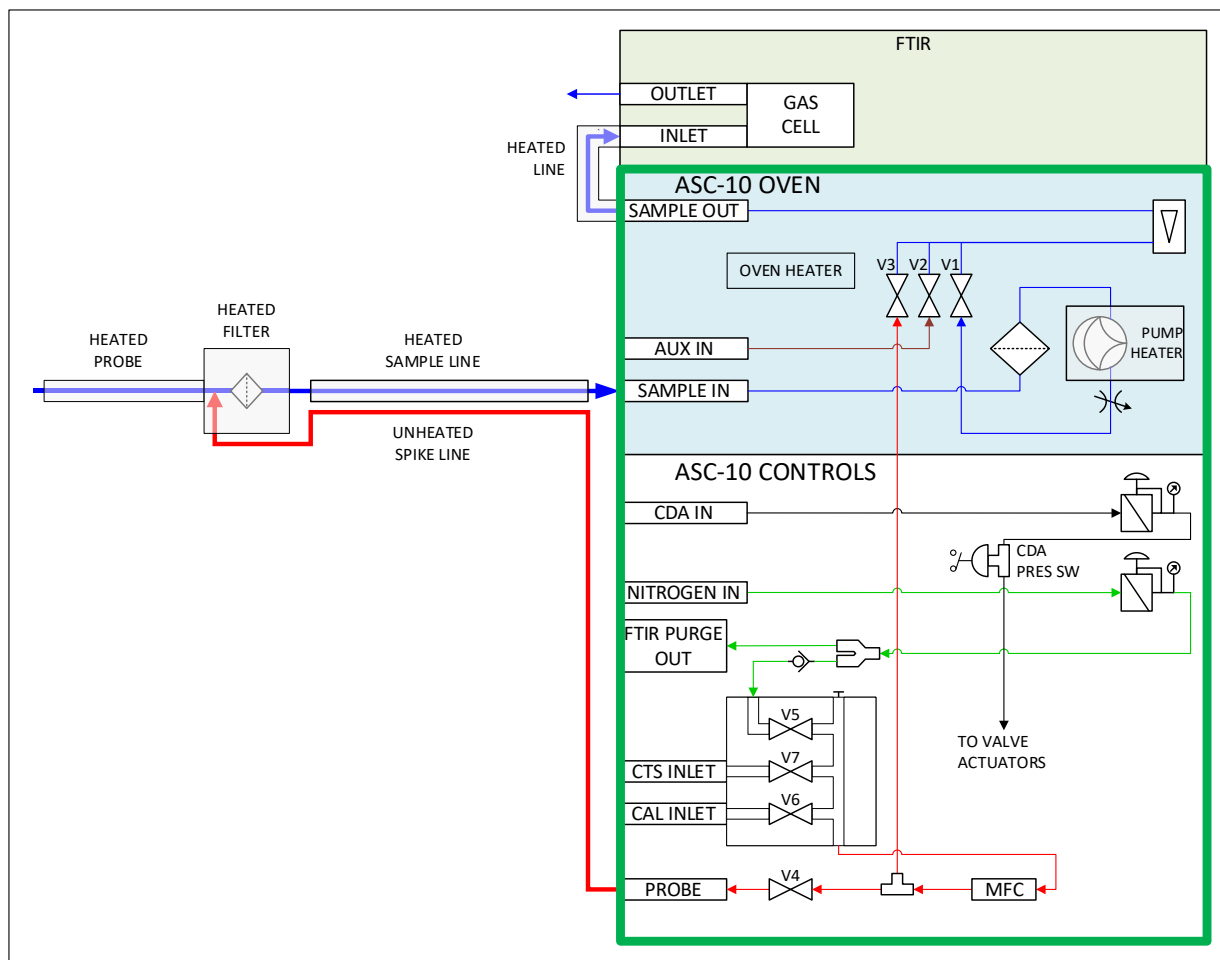 FTIR
OUTLET
GAS
CELL
INLET
HEATED
LINE
ASC-10 OVEN
SAMPLE OUT
OVEN HEATER
V3
V2
V1
HEATED
FILTER
HEATED
PROBE
HEATED
SAMPLE LINE
PUMP
HEATER
AUX IN
SAMPLE IN
UNHEATED
SPIKE LINE
ASC-10 CONTROLS
CDA IN
CDA
PRES SW
NITROGEN IN
FTIR PURGE
OUT
V5
TO VALVE
ACTUATORS
V7
CTS INLET
V6
CAL INLET
V4
PROBE
MFC